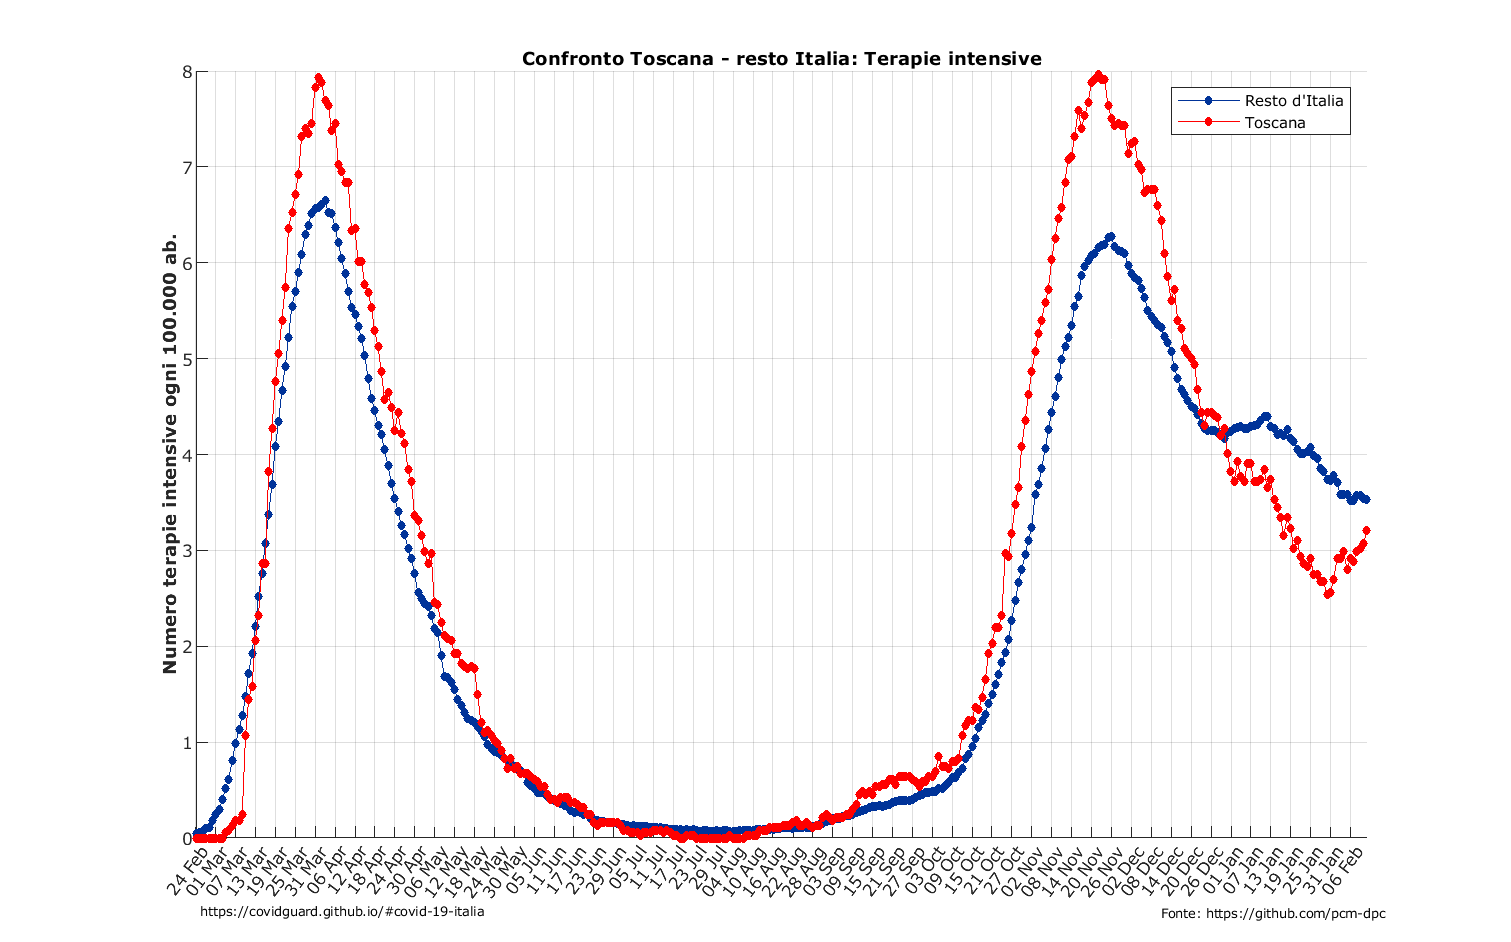 Confronto Toscana - resto Italia: Terapie intensive
Numero terapie intensive ogni 100.000 ab.
8
7
6
5
4
3
2
1
0
Resto d'Italia
Toscana
24 Feb
01 Mar
07 Mar
13 Mar
19 Mar
25 Mar
31 Mar
06 Apr
12 Apr
18 Apr
24 Apr
30 Apr
06 May
12 May
18 May
24 May
30 May
05 Jun
11 Jun
17 Jun
23 Jun
29 Jun
05 Jul
11 Jul
17 Jul
23 Jul
29 Jul
04 Aug
10 Aug
16 Aug
22 Aug
28 Aug
03 Sep
09 Sep
15 Sep
21 Sep
27 Sep
03 Oct
09 Oct
15 Oct
21 Oct
27 Oct
02 Nov
08 Nov
14 Nov
20 Nov
26 Nov
02 Dec
08 Dec
14 Dec
20 Dec
26 Dec
01 Jan
07 Jan
13 Jan
19 Jan
25 Jan
31 Jan
06 Feb
https://covidguard.github.io/#covid-19-italia
Fonte: https://github.com/pcm-dpc